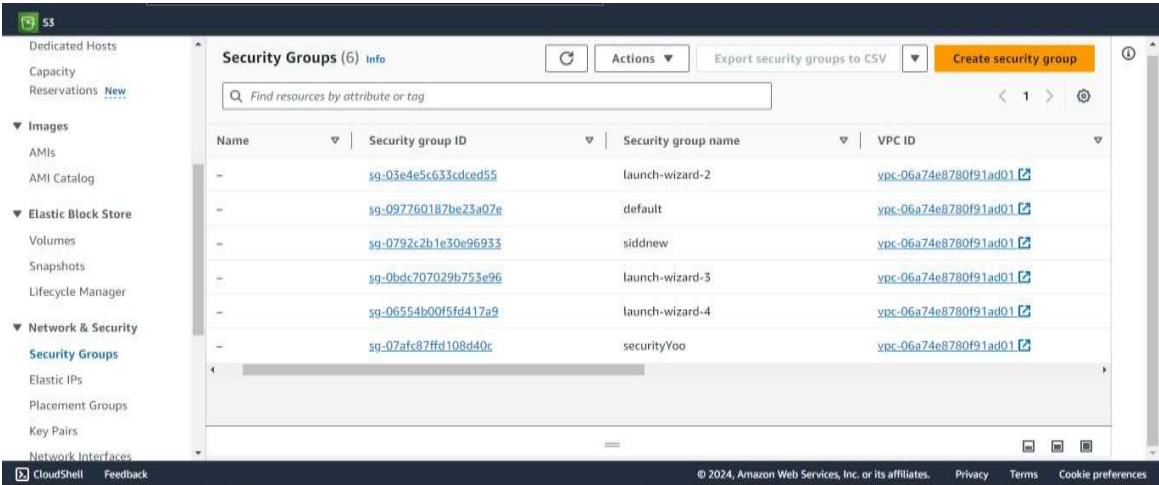 S3
Dedicated Hosts
Capacity
Reservations New
Images
AMIs
AMI Catalog
Elastic Block Store
Volumes
Snapshots
Lifecycle Manager
Network & Security
Security Groups
Elastic IPs
Placement Groups
Key Pairs
Network Interfaces
Security Groups (6) Info
Actions
Export security groups to CSV
Create security group
Find resources by attribute or tag
1
Name Security group ID Security group name VPC ID
– sg-03e4e5c633cdced55 launch-wizard-2 vpc-06a74e8780f91ad01
– sg-097760187be23a07e default vpc-06a74e8780f91ad01
– sg-0792c2b1e30e96933 siddnew vpc-06a74e8780f91ad01
– sg-0bdc707029b753e96 launch-wizard-3 vpc-06a74e8780f91ad01
– sg-06554b00f5fd417a9 launch-wizard-4 vpc-06a74e8780f91ad01
– sg-07afc87ffd108d40c securityYoo vpc-06a74e8780f91ad01
CloudShell Feedback © 2024, Amazon Web Services, Inc. or its affiliates. Privacy Terms Cookie preferences